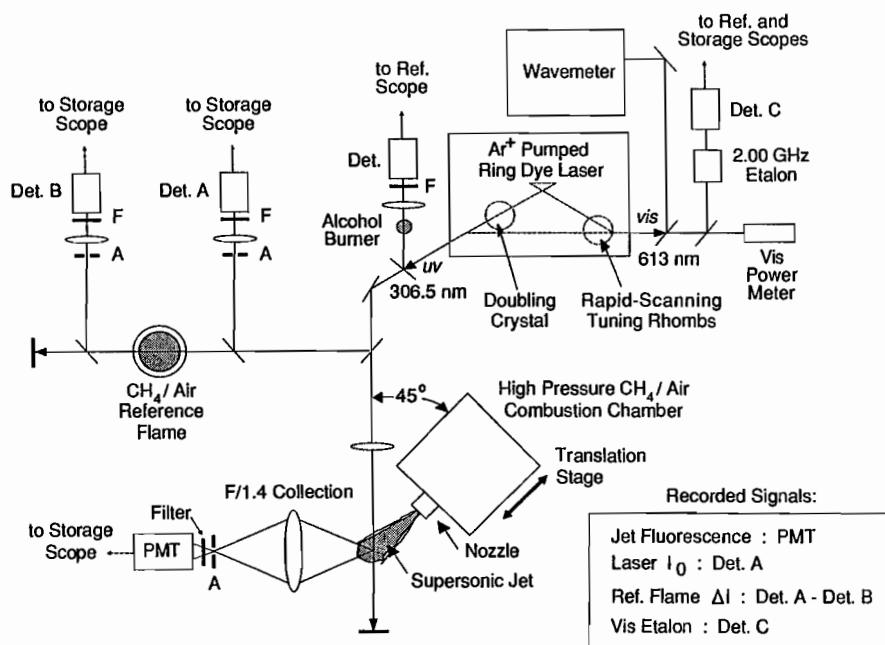 to Ref. and
Storage Scopes
Wavemeter
to Ref.
Scope
to Storage
Scope
to Storage
Scope
Det. C
2.00 GHz
Etalon
Ar+ Pumped
Ring Dye Laser
Det.
F
Det. B
F
Det. A
F
Alcohol
Burner
vis
A
A
uv
613 nm
306.5 nm
Vis
Power
Meter
Doubling
Crystal
Rapid-Scanning
Tuning Rhombs
CH4 / Air
Reference
Flame
45o
High Pressure CH4 / Air
Combustion Chamber
Translation
Stage
F/1.4 Collection
Filter
to Storage
Scope
PMT
A
Nozzle
Supersonic Jet
Recorded Signals:
Jet Fluorescence : PMT
Laser I0 : Det. A
Ref. Flame ΔI : Det. A - Det. B
Vis Etalon : Det. C